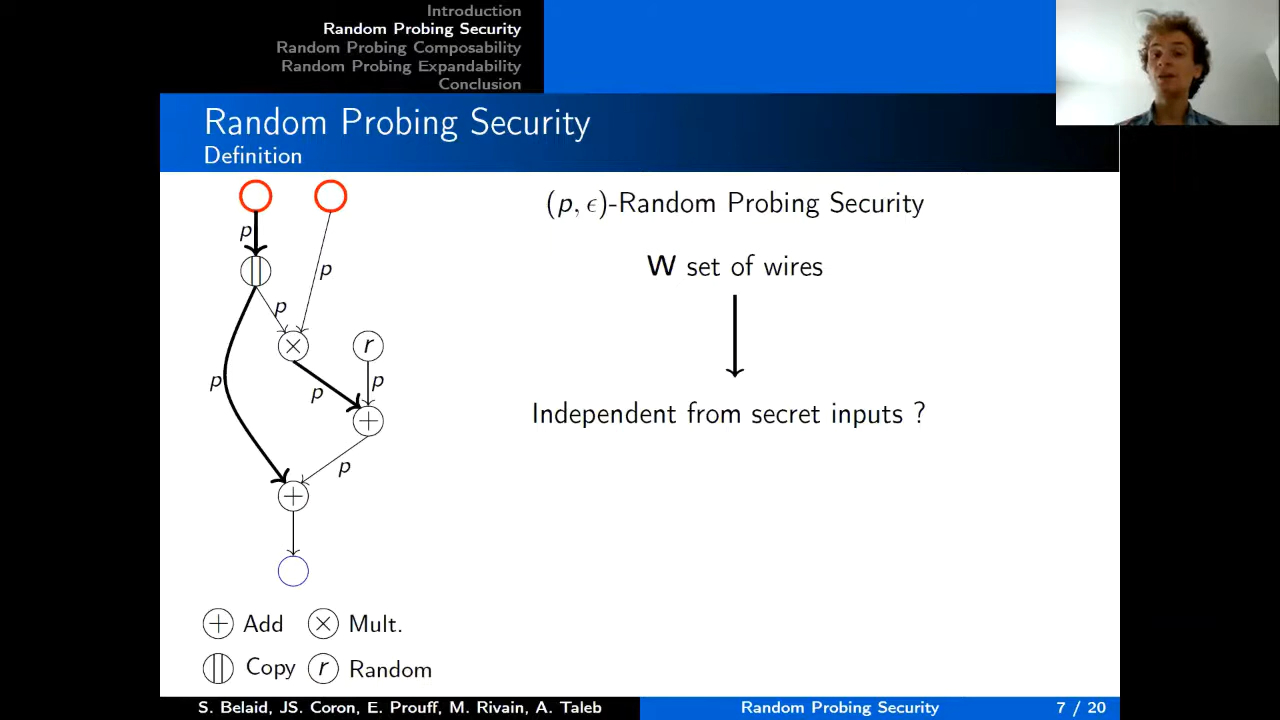 Introduction
Random Probing Security
Random Probing Composability
Random Probing Expandability
Conclusion
Random Probing Security
Definition
(p, ϵ)-Random Probing Security
p
W set of wires
p
p
×
r
p
p
p
Independent from secret inputs ?
+
p
+
+ Add × Mult.
|| Copy r Random
S. Belaid, JS. Coron, E. Prouff, M. Rivain, A. Taleb Random Probing Security 7 / 20